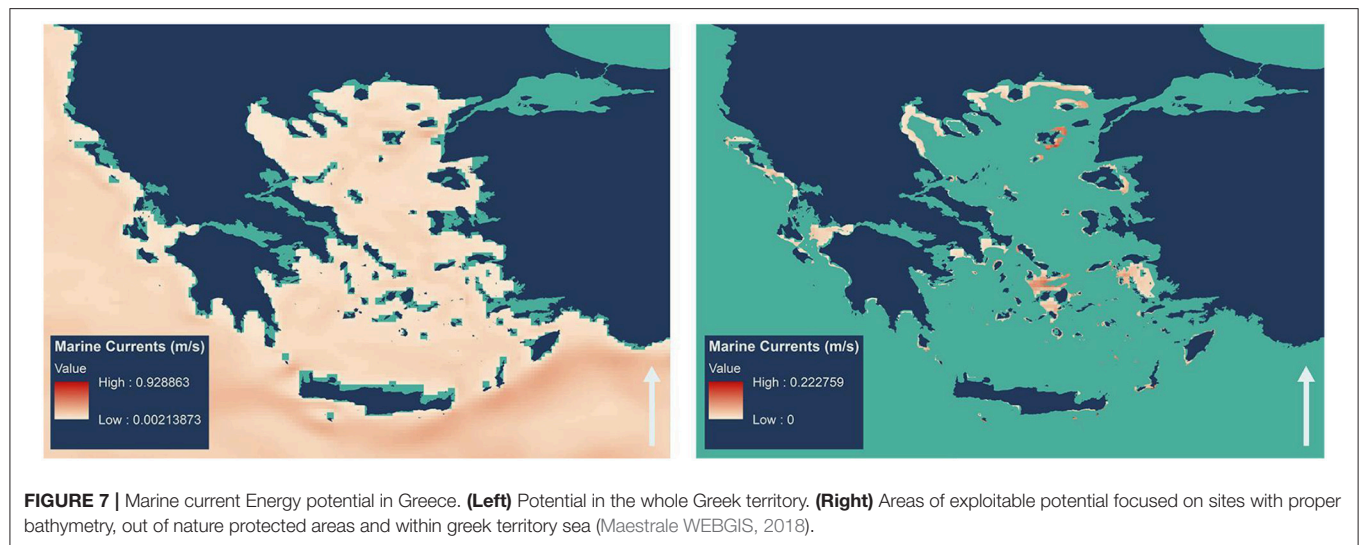 Marine Currents (m/s)
Value
High : 0.928863
Low : 0.00213873
Marine Currents (m/s)
Value
High : 0.222759
Low : 0
FIGURE 7 | Marine current Energy potential in Greece. (Left) Potential in the whole Greek territory. (Right) Areas of exploitable potential focused on sites with proper
bathymetry, out of nature protected areas and within greek territory sea (Maestrale WEBGIS, 2018).